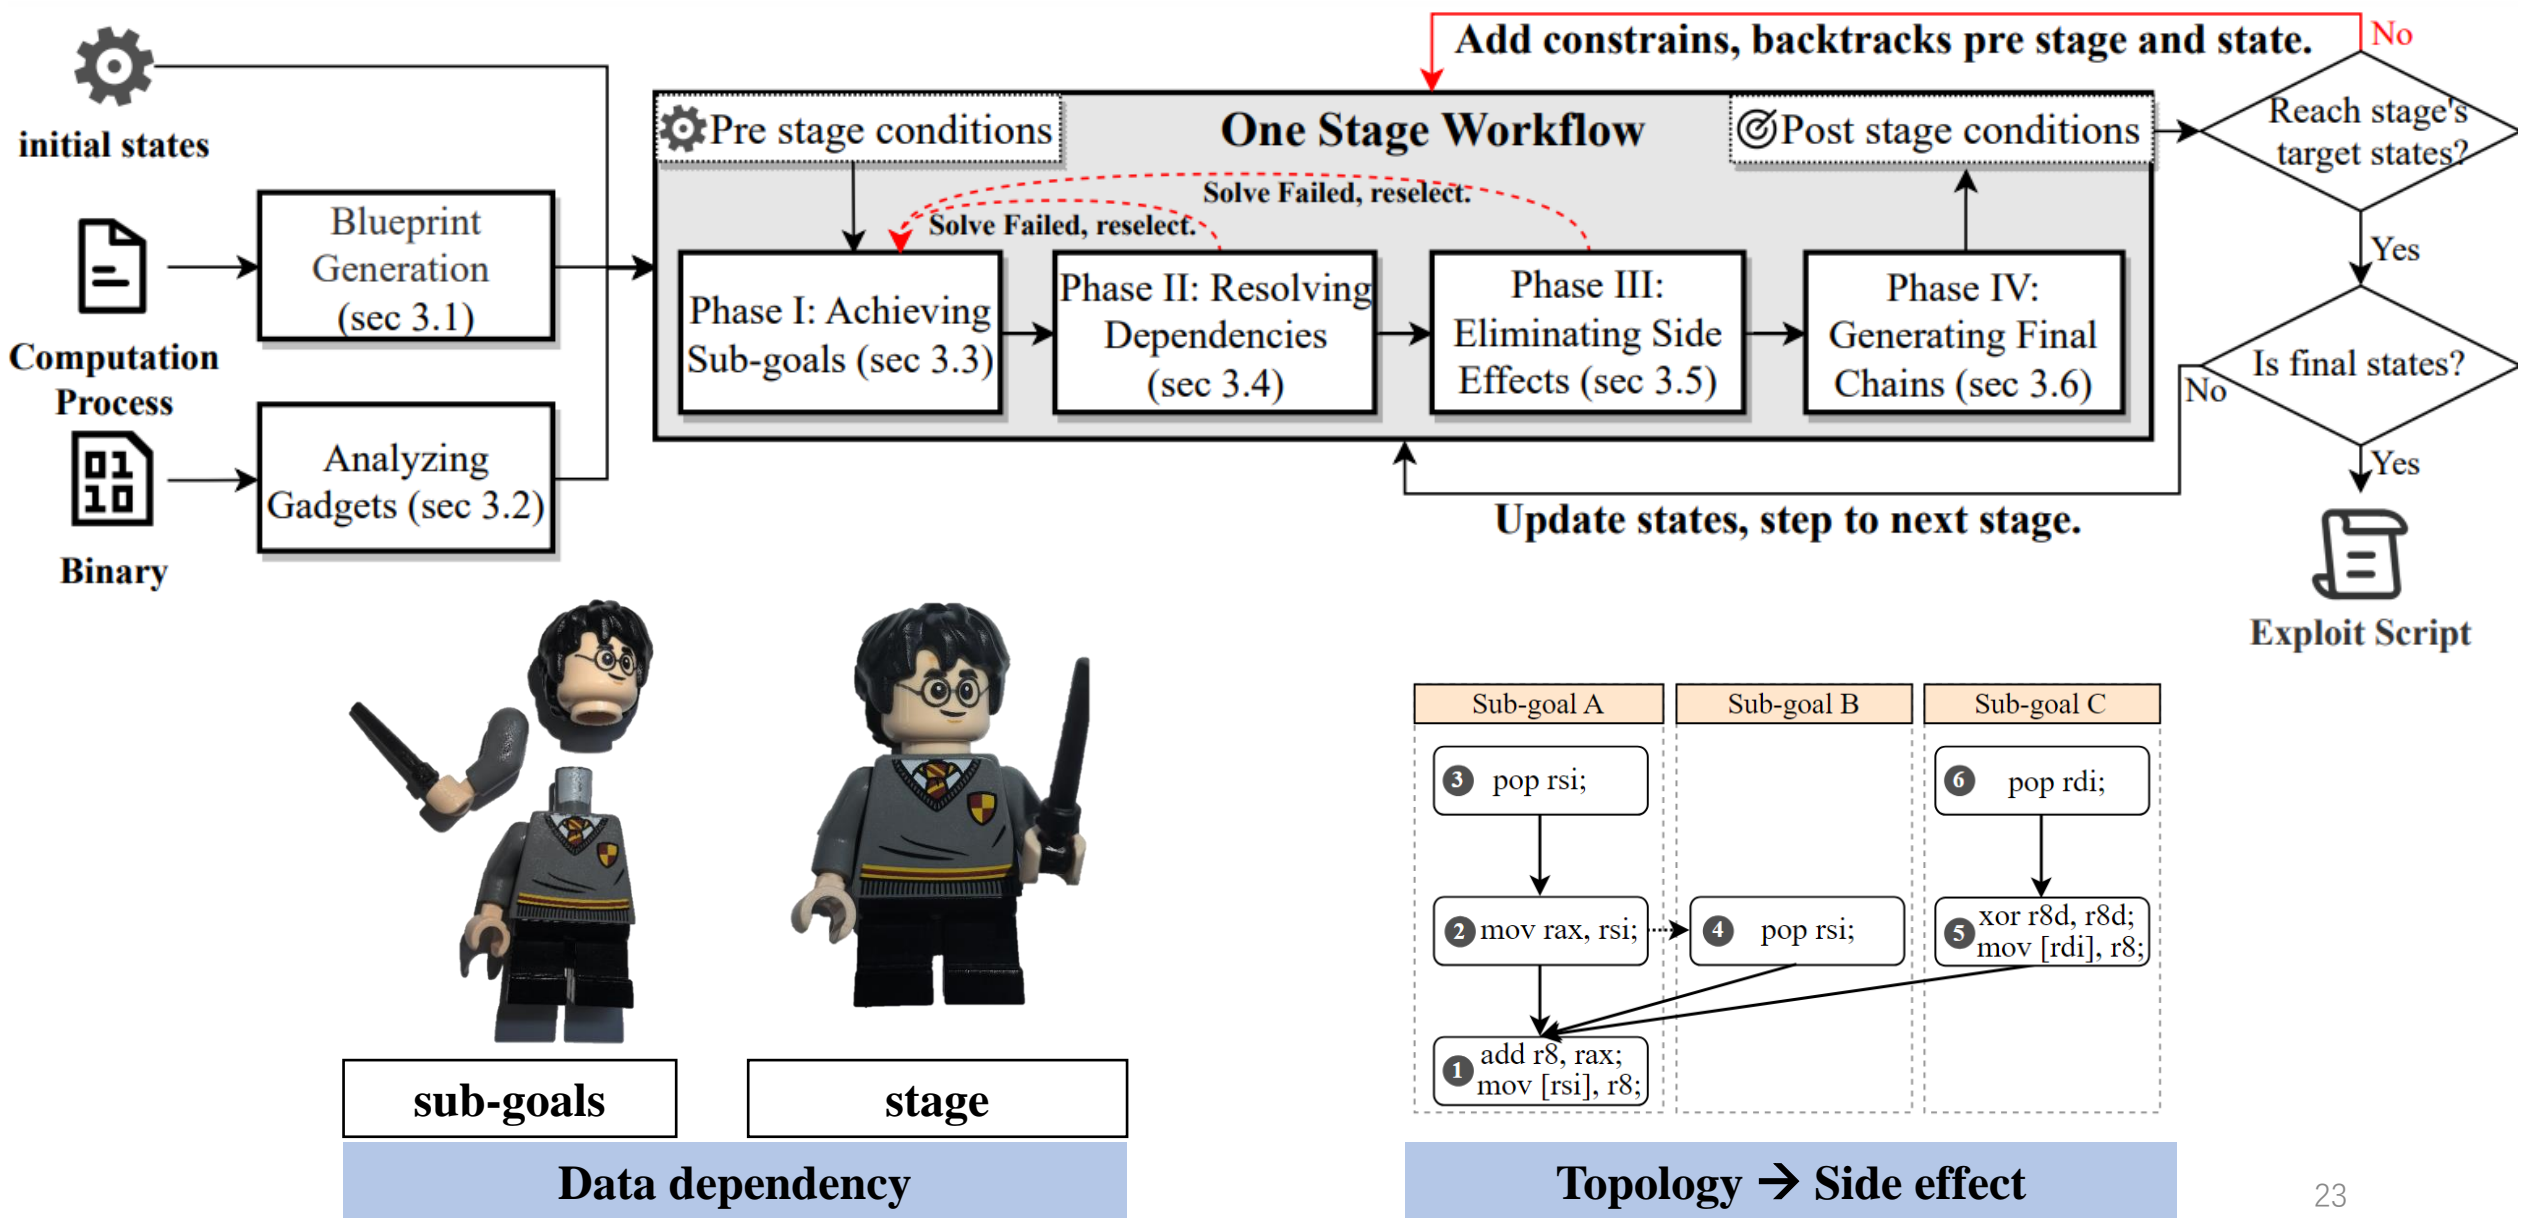 initial states
Computation
Process
Binary
Blueprint
Generation
(sec 3.1)
Analyzing
Gadgets (sec 3.2)
Add constrains, backtracks pre stage and state.
No
Pre stage conditions
One Stage Workflow
Post stage conditions
Solve Failed, reselect.
Solve Failed, reselect.
Phase I: Achieving
Sub-goals (sec 3.3)
Phase II: Resolving
Dependencies
(sec 3.4)
Phase III:
Eliminating Side
Effects (sec 3.5)
Phase IV:
Generating Final
Chains (sec 3.6)
Reach stage's
target states?
Yes
Is final states?
No
Yes
Update states, step to next stage.
Exploit Script
01
10
sub-goals
stage
Data dependency
Sub-goal A
Sub-goal B
Sub-goal C
3 pop rsi;
6 pop rdi;
2 mov rax, rsi;
4 pop rsi;
5 xor r8d, r8d;
mov [rdi], r8;
1 add r8, rax;
mov [rsi], r8;
Topology → Side effect
23